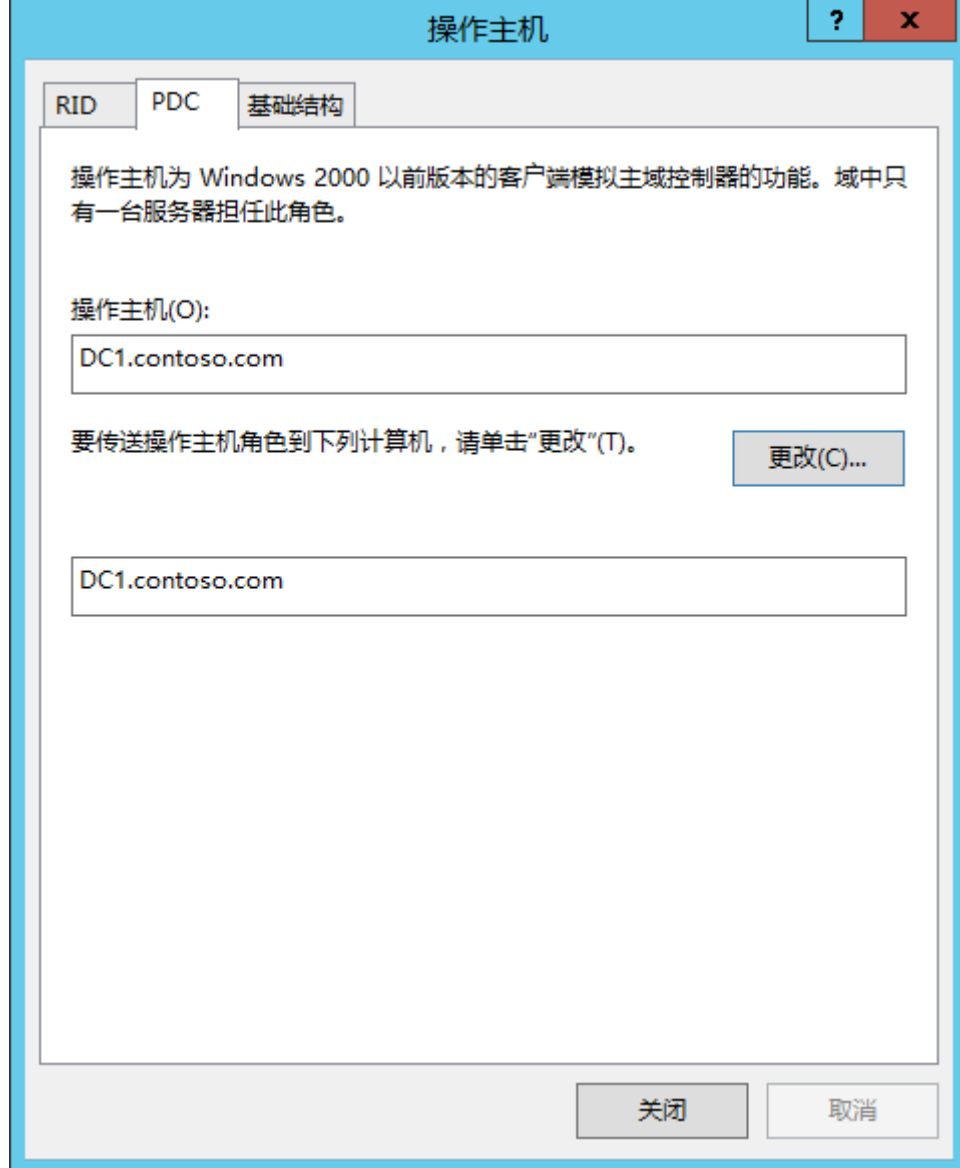 操作主机
? x
RID PDC 基础结构
操作主机为 Windows 2000 以前版本的客户端模拟主域控制器的功能。域中只
有一台服务器担任此角色。
操作主机(O):
DC1.contoso.com
要传送操作主机角色到下列计算机，请单击“更改”(T)。
更改(C)...
DC1.contoso.com
关闭 取消